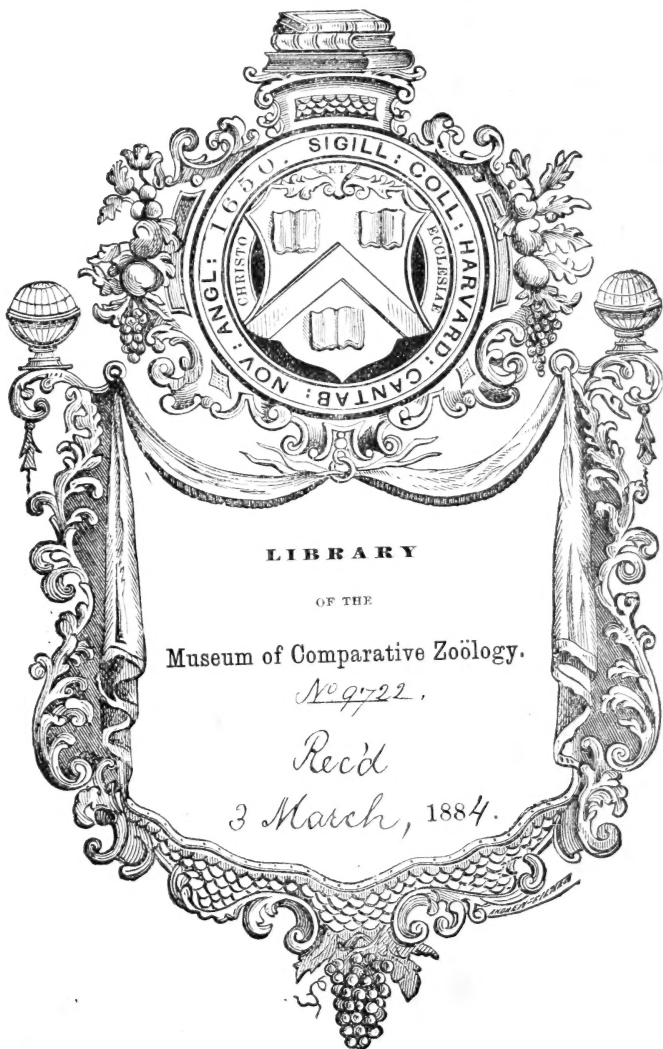 SIGILL: COLL: HARVARD: CANTAB: NOV: ANGL: 1650.
ET
CHRISTO
ECCLESIAE
LIBRARY
OF THE
Museum of Comparative Zoölogy.
No 9722.
Rec'd
3 March, 1884.